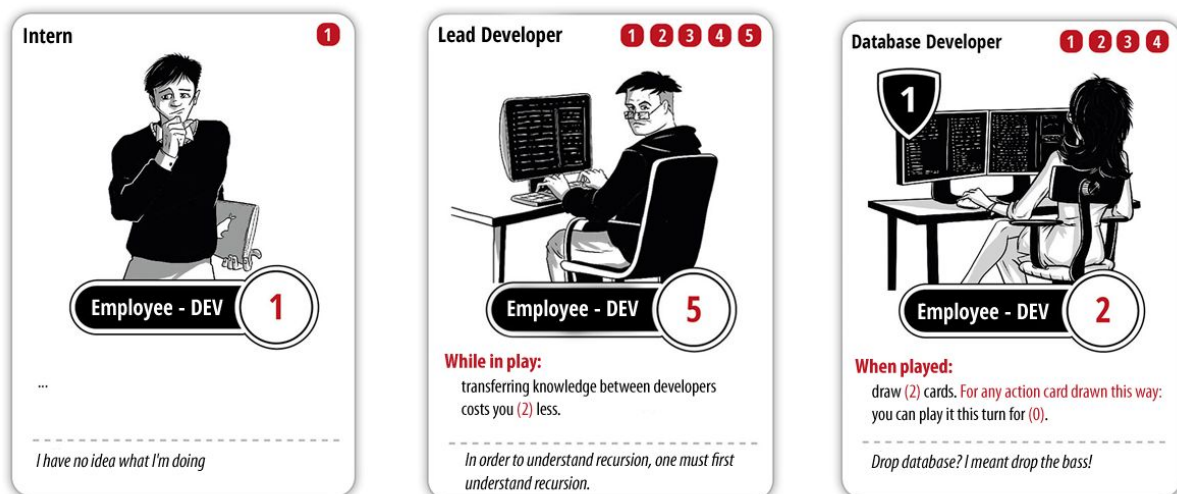 Intern 1
Employee - DEV 1
...
I have no idea what I'm doing
Lead Developer 1 2 3 4 5
Employee - DEV 5
While in play:
transferring knowledge between developers
costs you (2) less.
In order to understand recursion, one must first
understand recursion.
Database Developer 1 2 3 4
1
Employee - DEV 2
When played:
draw (2) cards. For any action card drawn this way:
you can play it this turn for (0).
Drop database? I meant drop the bass!